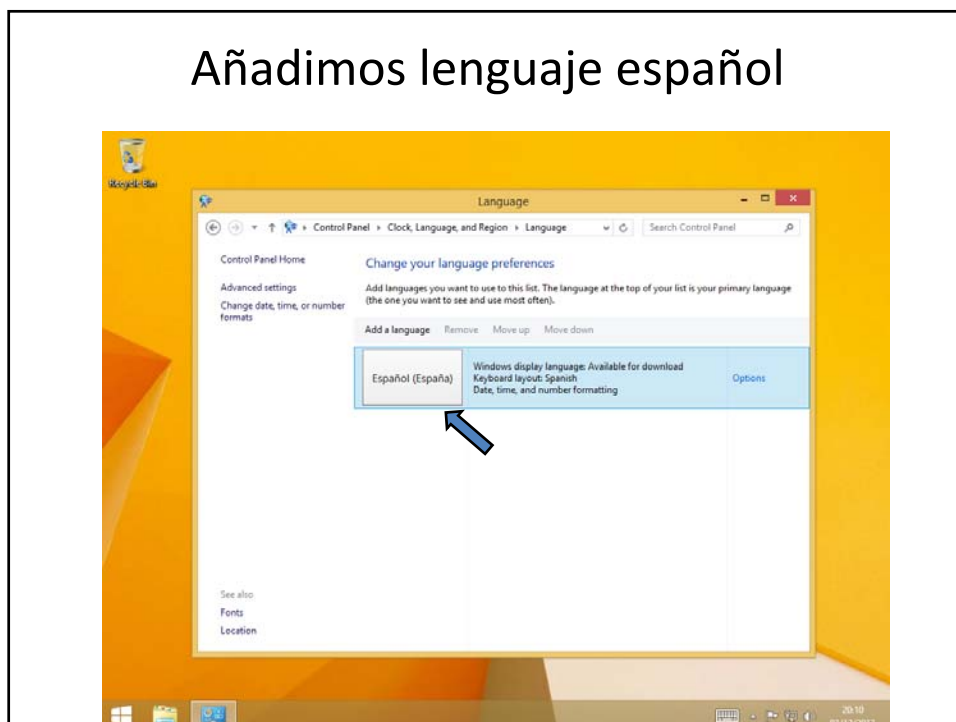 Añadimos lenguaje español
Recycle Bin
Language
Control Panel Clock, Language, and Region Language
Search Control Panel
Control Panel Home
Advanced settings
Change date, time, or number
formats
Change your language preferences
Add languages you want to use to this list. The language at the top of your list is your primary language
(the one you want to see and use most often).
Add a language Remove Move up Move down
Español (España)
Windows display language: Available for download
Keyboard layout: Spanish
Date, time, and number formatting
Options
See also
Fonts
Location
20:10